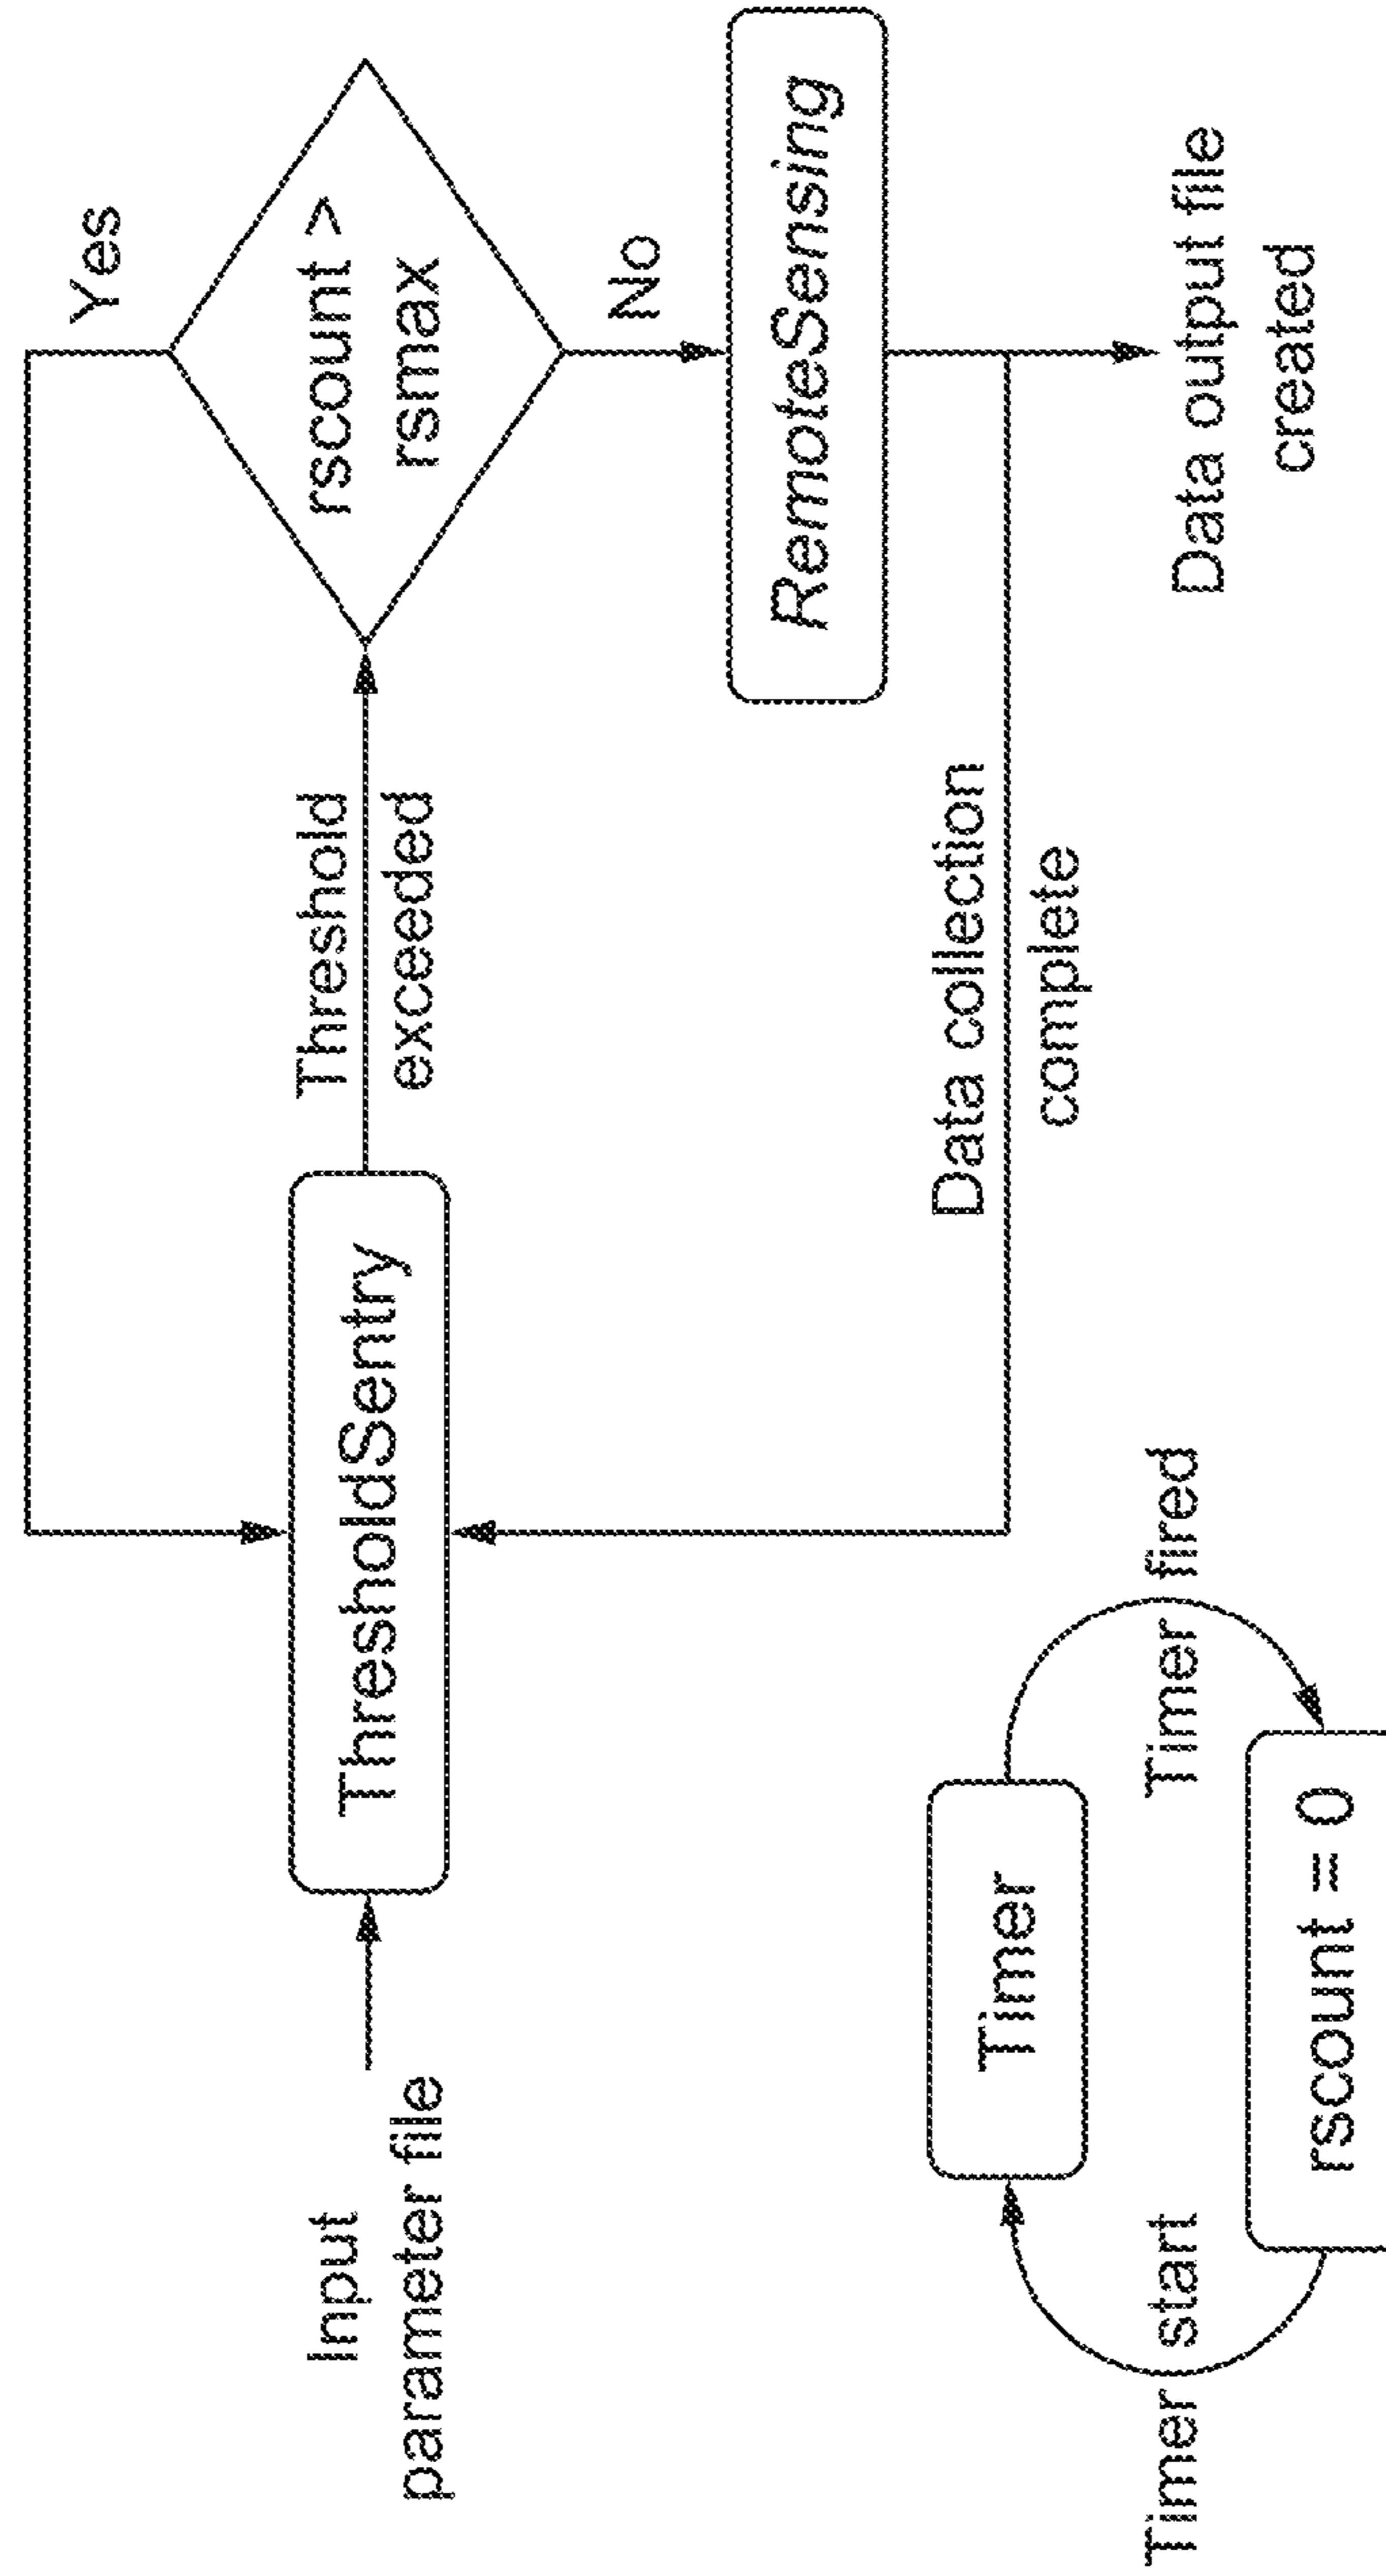 Yes
Input
parameter file
ThresholdSentry
Threshold
exceeded
rscount >
rsmax
No
RemoteSensing
Data collection
complete
Data output file
created
Timer
Timer start
Timer fired
rscount = 0